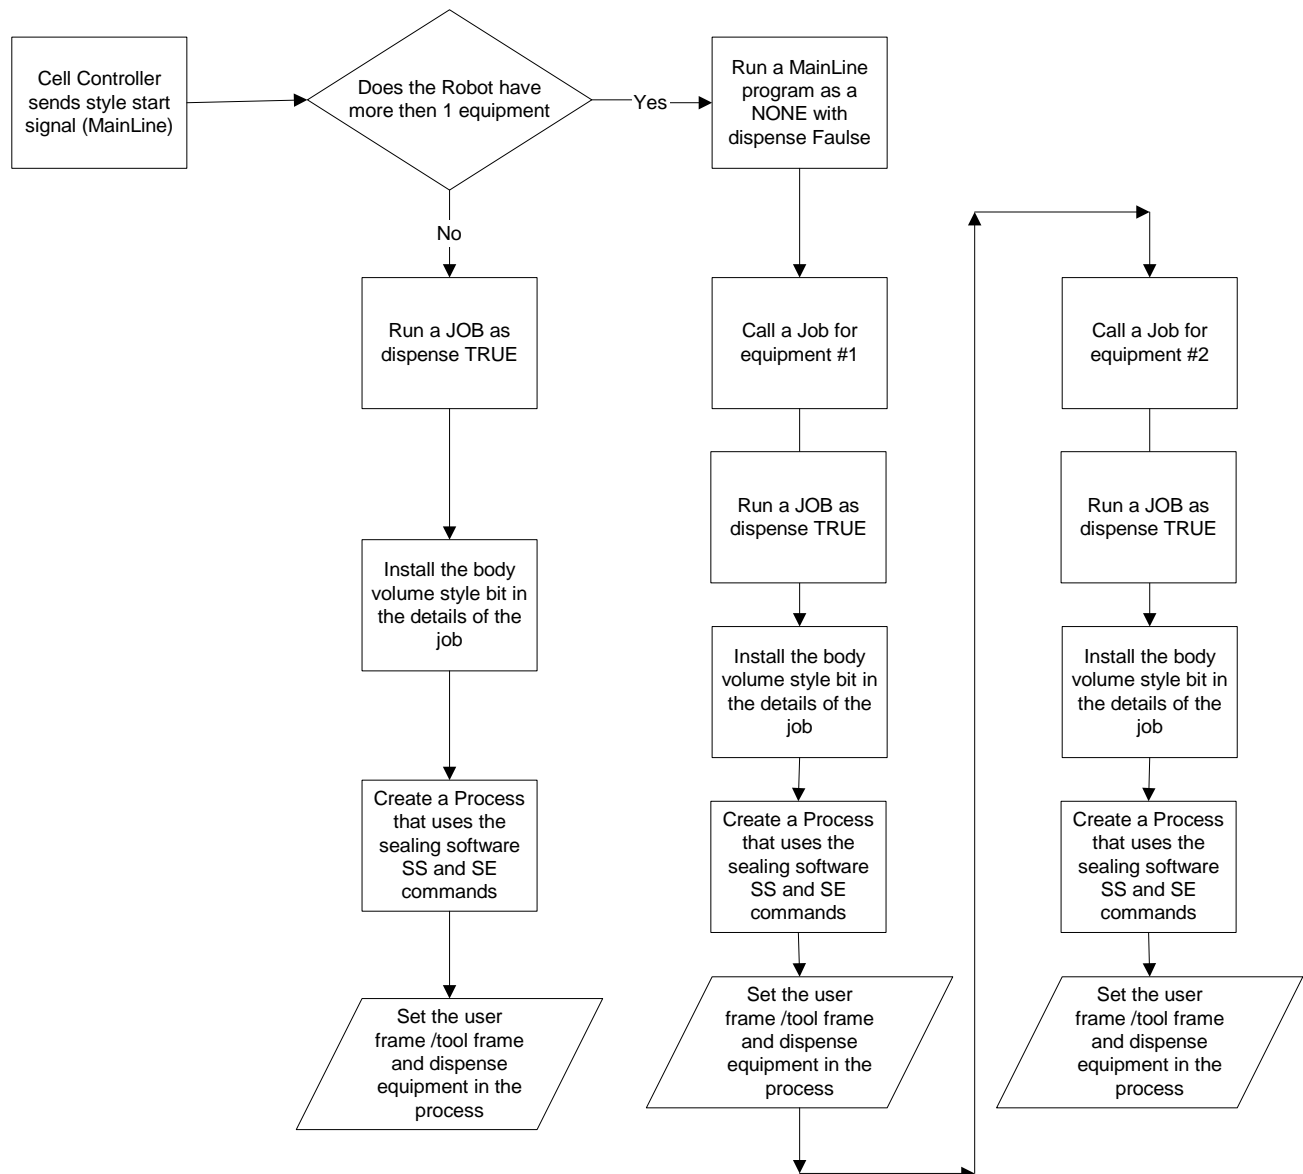 Cell Controller
sends style start
signal (MainLine)
Does the Robot have
more then 1 equipment
Yes
Run a MainLine
program as a
NONE with
dispense Faulse
No
Run a JOB as
dispense TRUE
Install the body
volume style bit in
the details of the
job
Create a Process
that uses the
sealing software
SS and SE
commands
Set the user
frame /tool frame
and dispense
equipment in the
process
Call a Job for
equipment #1
Run a JOB as
dispense TRUE
Install the body
volume style bit in
the details of the
job
Create a Process
that uses the
sealing software
SS and SE
commands
Set the user
frame /tool frame
and dispense
equipment in the
process
Call a Job for
equipment #2
Run a JOB as
dispense TRUE
Install the body
volume style bit in
the details of the
job
Create a Process
that uses the
sealing software
SS and SE
commands
Set the user
frame /tool frame
and dispense
equipment in the
process